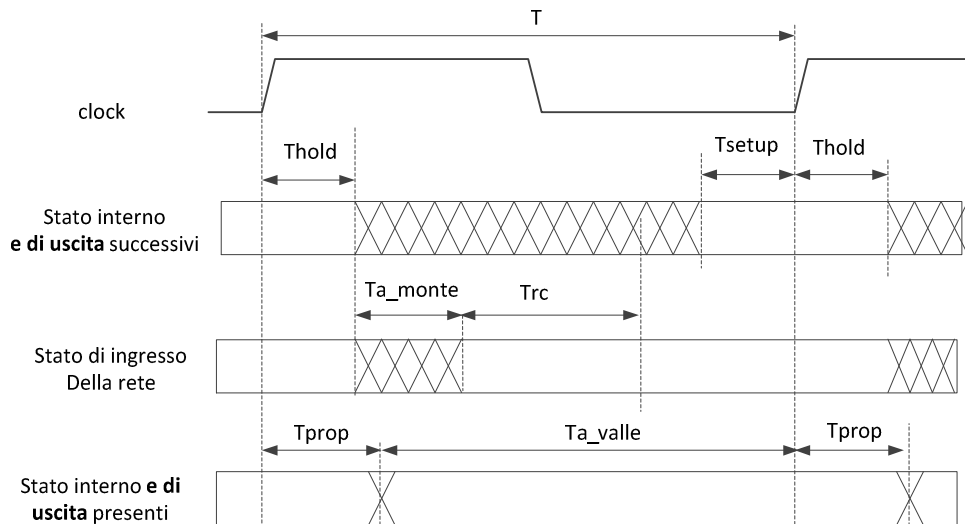 T
clock
Thold
Tsetup
Thold
Stato interno
e di uscita successivi
Ta_monte
Trc
Stato di ingresso
Della rete
Tprop
Ta_valle
Tprop
Stato interno e di
uscita presenti